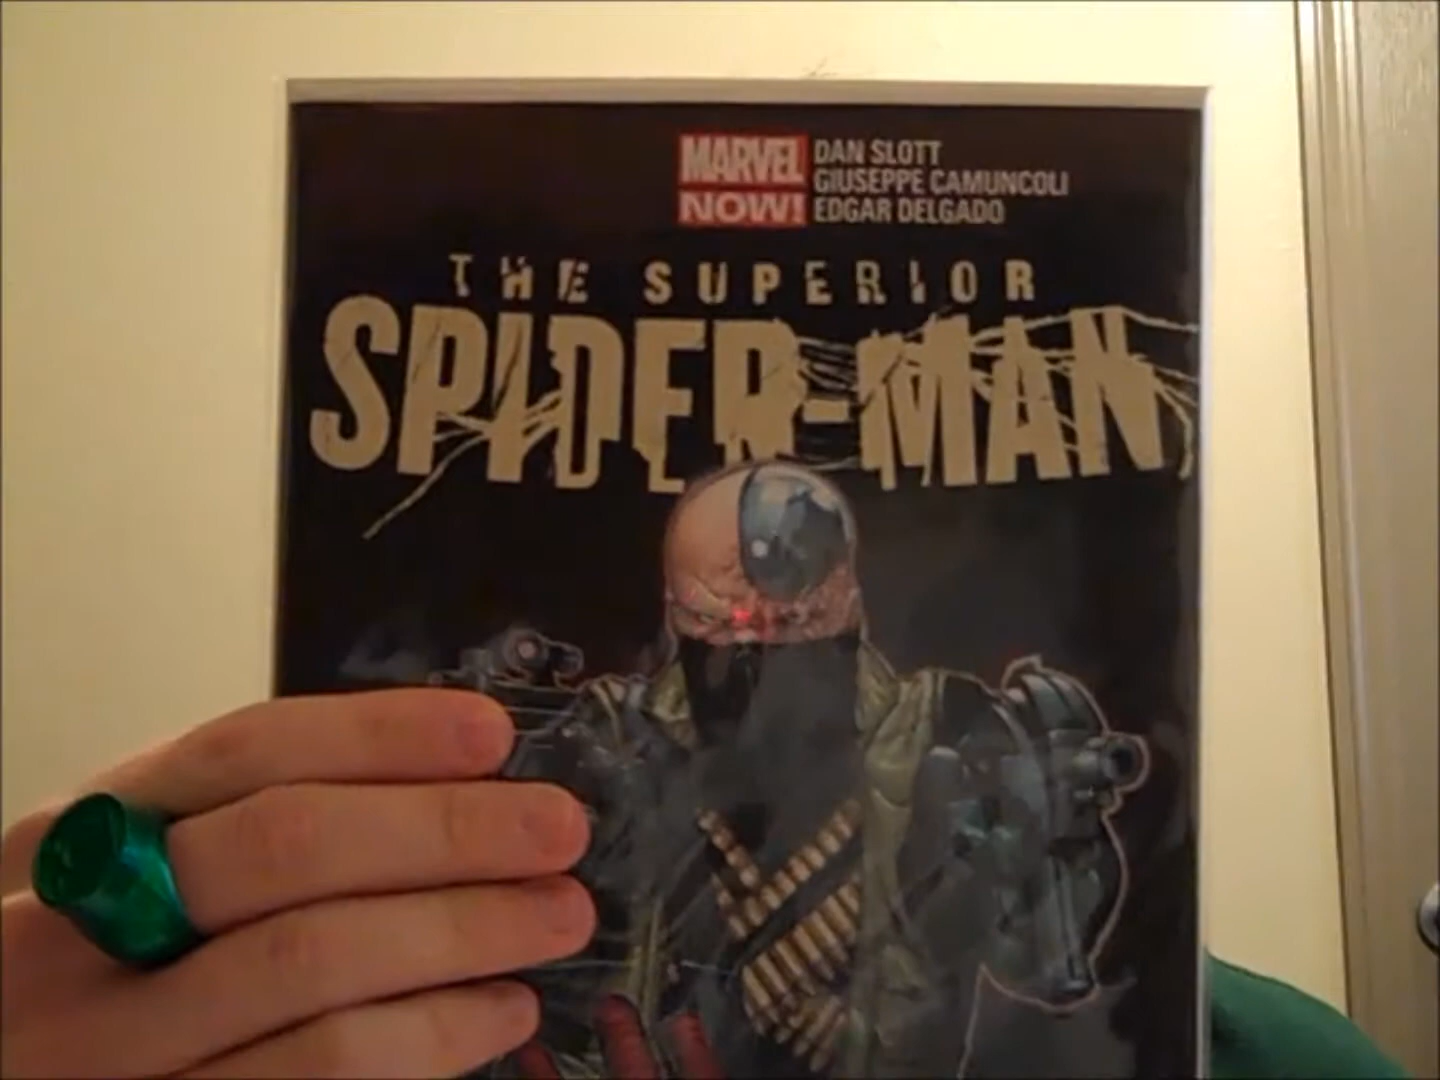 MARVEL
NOW!
DAN SLOTT
GIUSEPPE CAMUNCOLI
EDGAR DELGADO
THE SUPERIOR
SPIDER-MAN